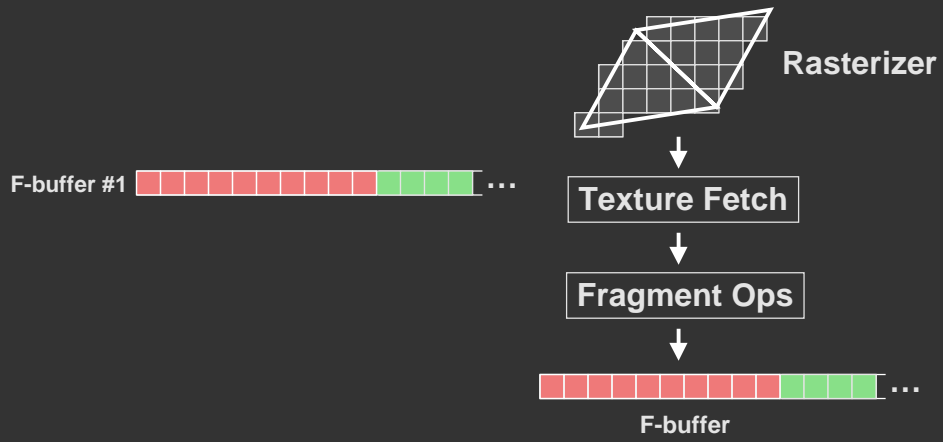 Rasterizer
F-buffer #1
...
Texture Fetch
Fragment Ops
...
F-buffer